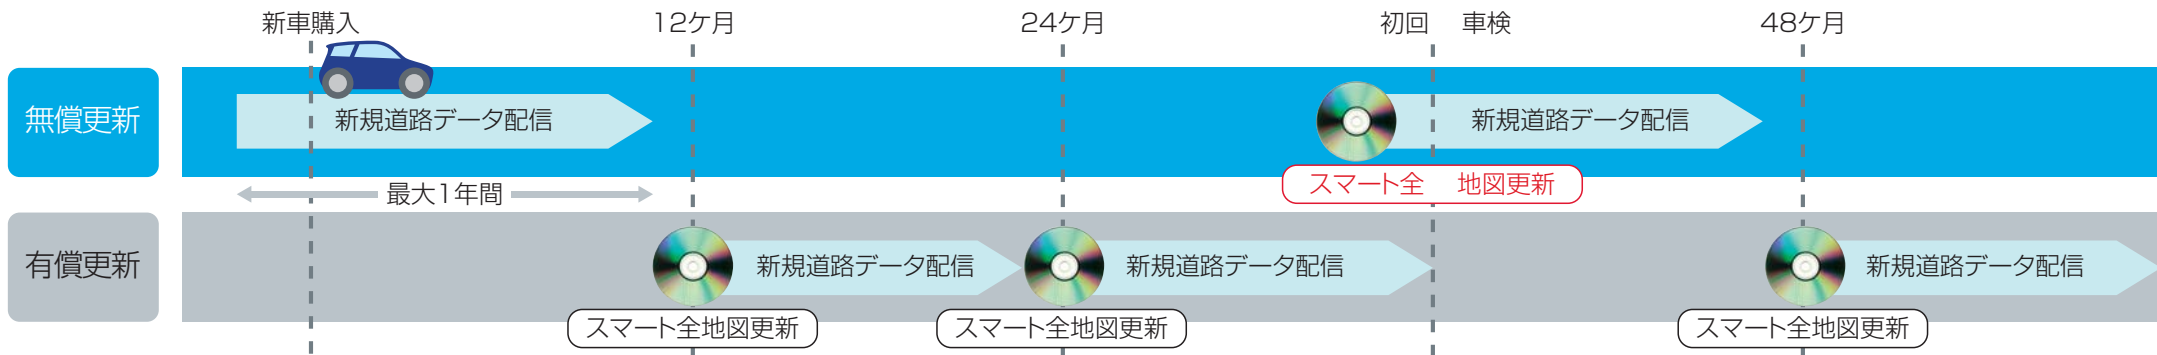 新車購入
12ケ月
24ケ月
初回 車検
48ケ月
無償更新
新規道路データ配信
新規道路データ配信
スマート全 地図更新
最大1年間
有償更新
新規道路データ配信
新規道路データ配信
新規道路データ配信
スマート全地図更新
スマート全地図更新
スマート全地図更新